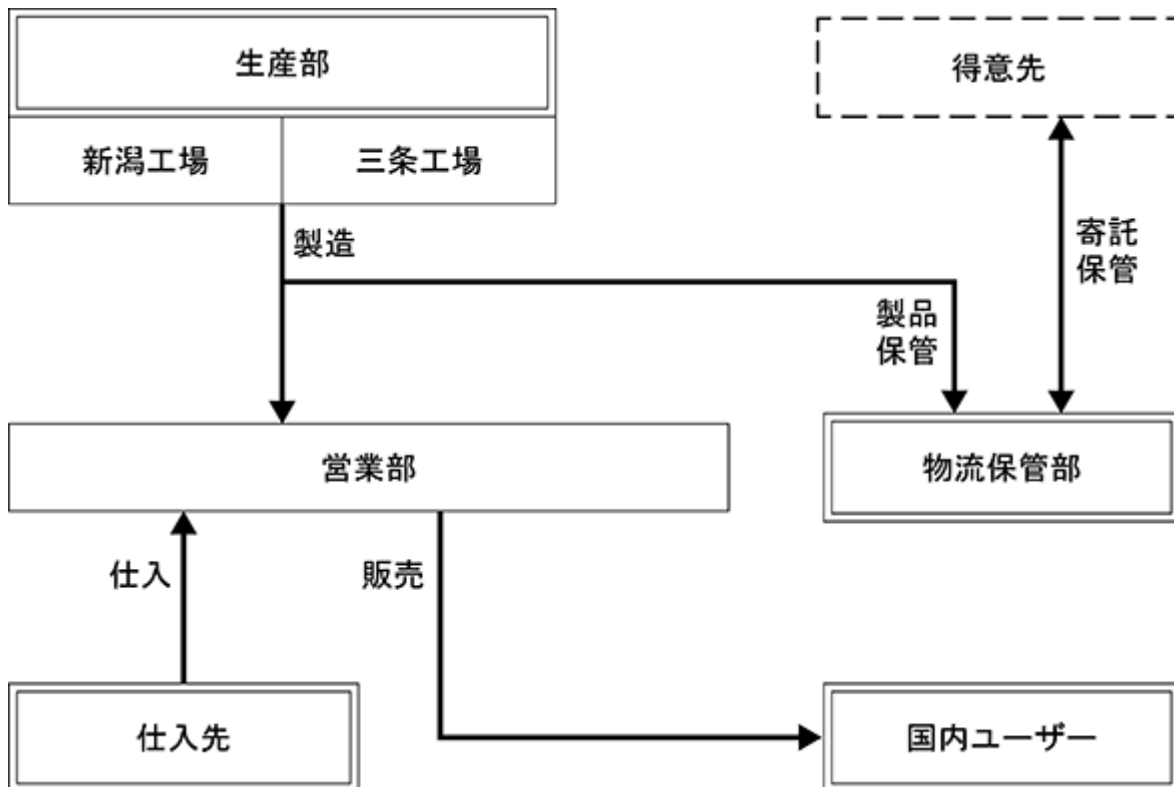 生産部
得意先
新潟工場
三条工場
製造
寄託
保管
製品
保管
営業部
物流保管部
仕入
販売
仕入先
国内ユーザー